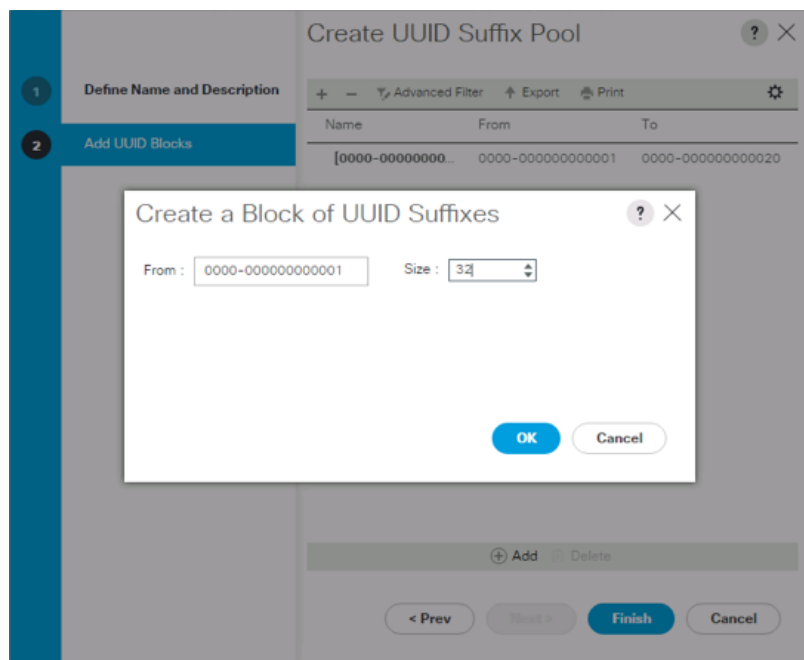 Create UUID Suffix Pool ?
1 Define Name and Description
+ − Advanced Filter Export Print
Name From To
2 Add UUID Blocks
[0000-00000000... 0000-000000000001 0000-000000000020
Create a Block of UUID Suffixes ?
From : 0000-000000000001 Size : 32
OK Cancel
Add Delete
< Prev Next > Finish Cancel